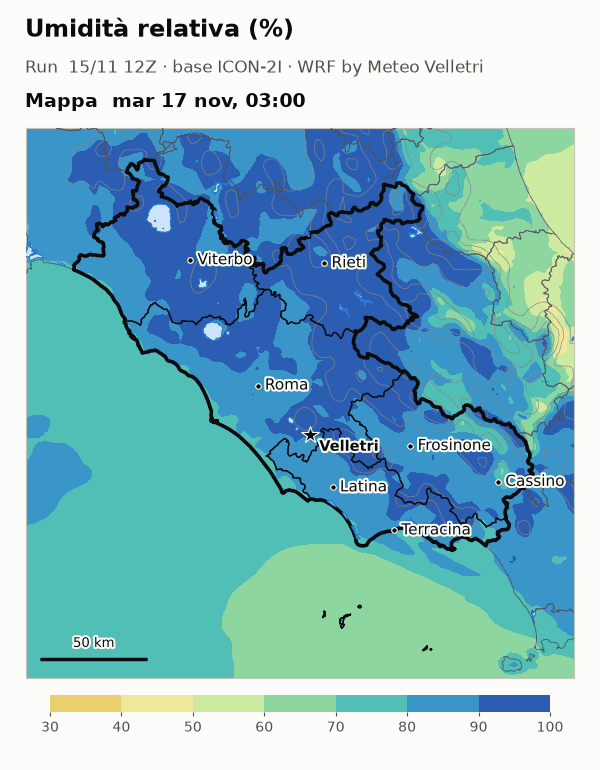 Umidità relativa (%)
Run 15/11 12Z · base ICON-2I · WRF by Meteo Velletri
Mappa mar 17 nov, 03:00
Viterbo
Rieti
Roma
Velletri
Frosinone
Cassino
Latina
Terracina
50 km
30 40 50 60 70 80 90 100